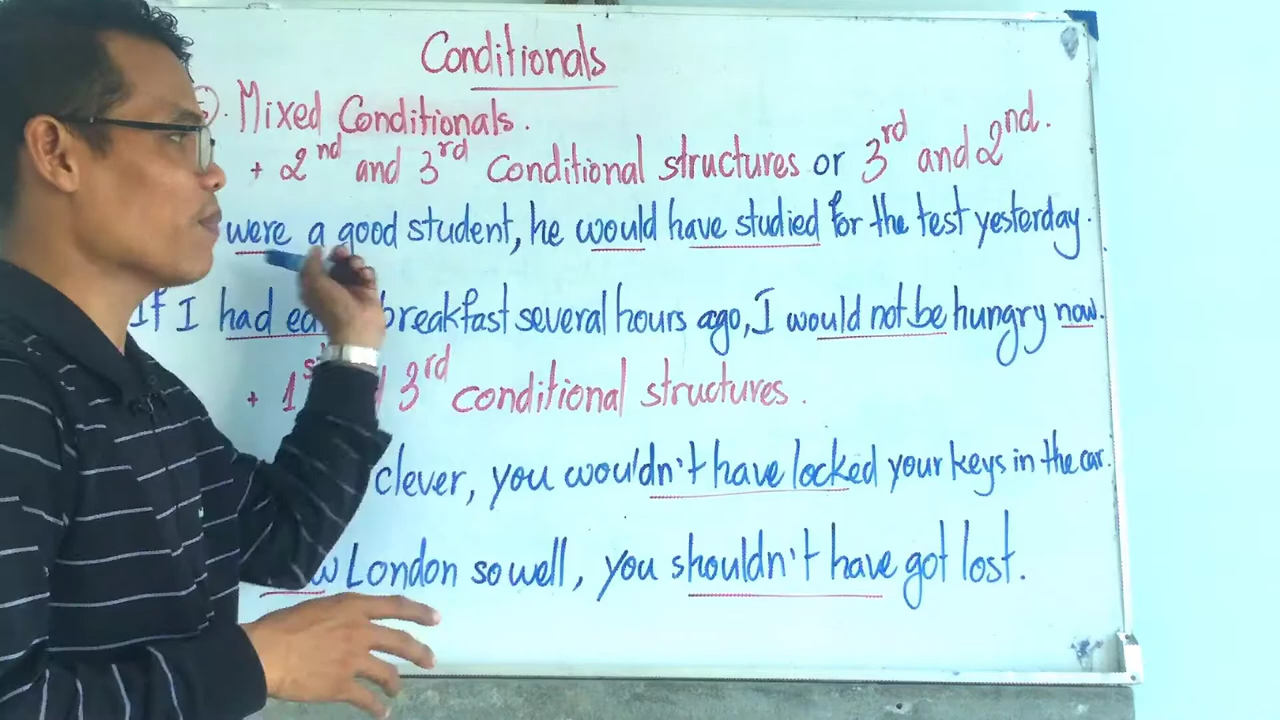 Conditionals
Mixed Conditionals.
+ 2nd and 3rd Conditional structures or 3rd and 2nd.
were a good student, he would have studied for the test yesterday.
If I had breakfast several hours ago, I would not be hungry now.
+ 1st 3rd conditional structures.
clever, you wouldn't have locked your keys in the car.
London so well, you shouldn't have got lost.